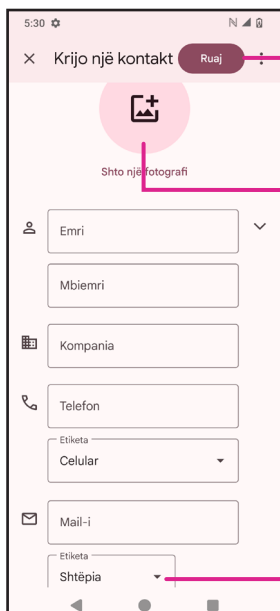 5:30
Krijo një kontakt
Ruaj
Shto një fotografi
Emri
Mbiemri
Kompania
Telefon
Etiketa
Celular
Mail-i
Etiketa
Shtëpia